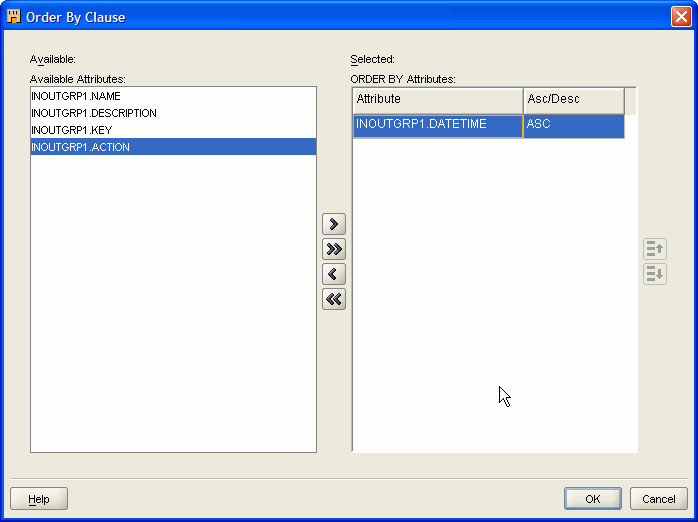 Order By Clause
Available:
Available Attributes:
INOUTGRP1.NAME
INOUTGRP1.DESCRIPTION
INOUTGRP1.KEY
INOUTGRP1.ACTION
Selected:
ORDER BY Attributes:
Attribute Asc/Desc
INOUTGRP1.DATETIME ASC
Help OK Cancel